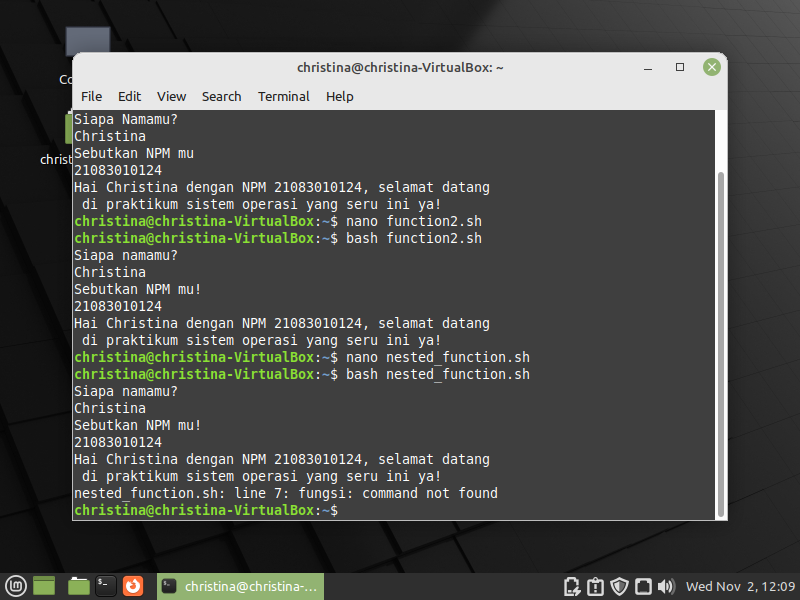 Co
christ
christina@christina-VirtualBox: ~
File Edit View Search Terminal Help
Siapa Namamu?
Christina
Sebutkan NPM mu
21083010124
Hai Christina dengan NPM 21083010124, selamat datang
di praktikum sistem operasi yang seru ini ya!
christina@christina-VirtualBox:~$ nano function2.sh
christina@christina-VirtualBox:~$ bash function2.sh
Siapa namamu?
Christina
Sebutkan NPM mu!
21083010124
Hai Christina dengan NPM 21083010124, selamat datang
di praktikum sistem operasi yang seru ini ya!
christina@christina-VirtualBox:~$ nano nested_function.sh
christina@christina-VirtualBox:~$ bash nested_function.sh
Siapa namamu?
Christina
Sebutkan NPM mu!
21083010124
Hai Christina dengan NPM 21083010124, selamat datang
di praktikum sistem operasi yang seru ini ya!
nested_function.sh: line 7: fungsi: command not found
christina@christina-VirtualBox:~$
christina@christina-... Wed Nov 2, 12:09